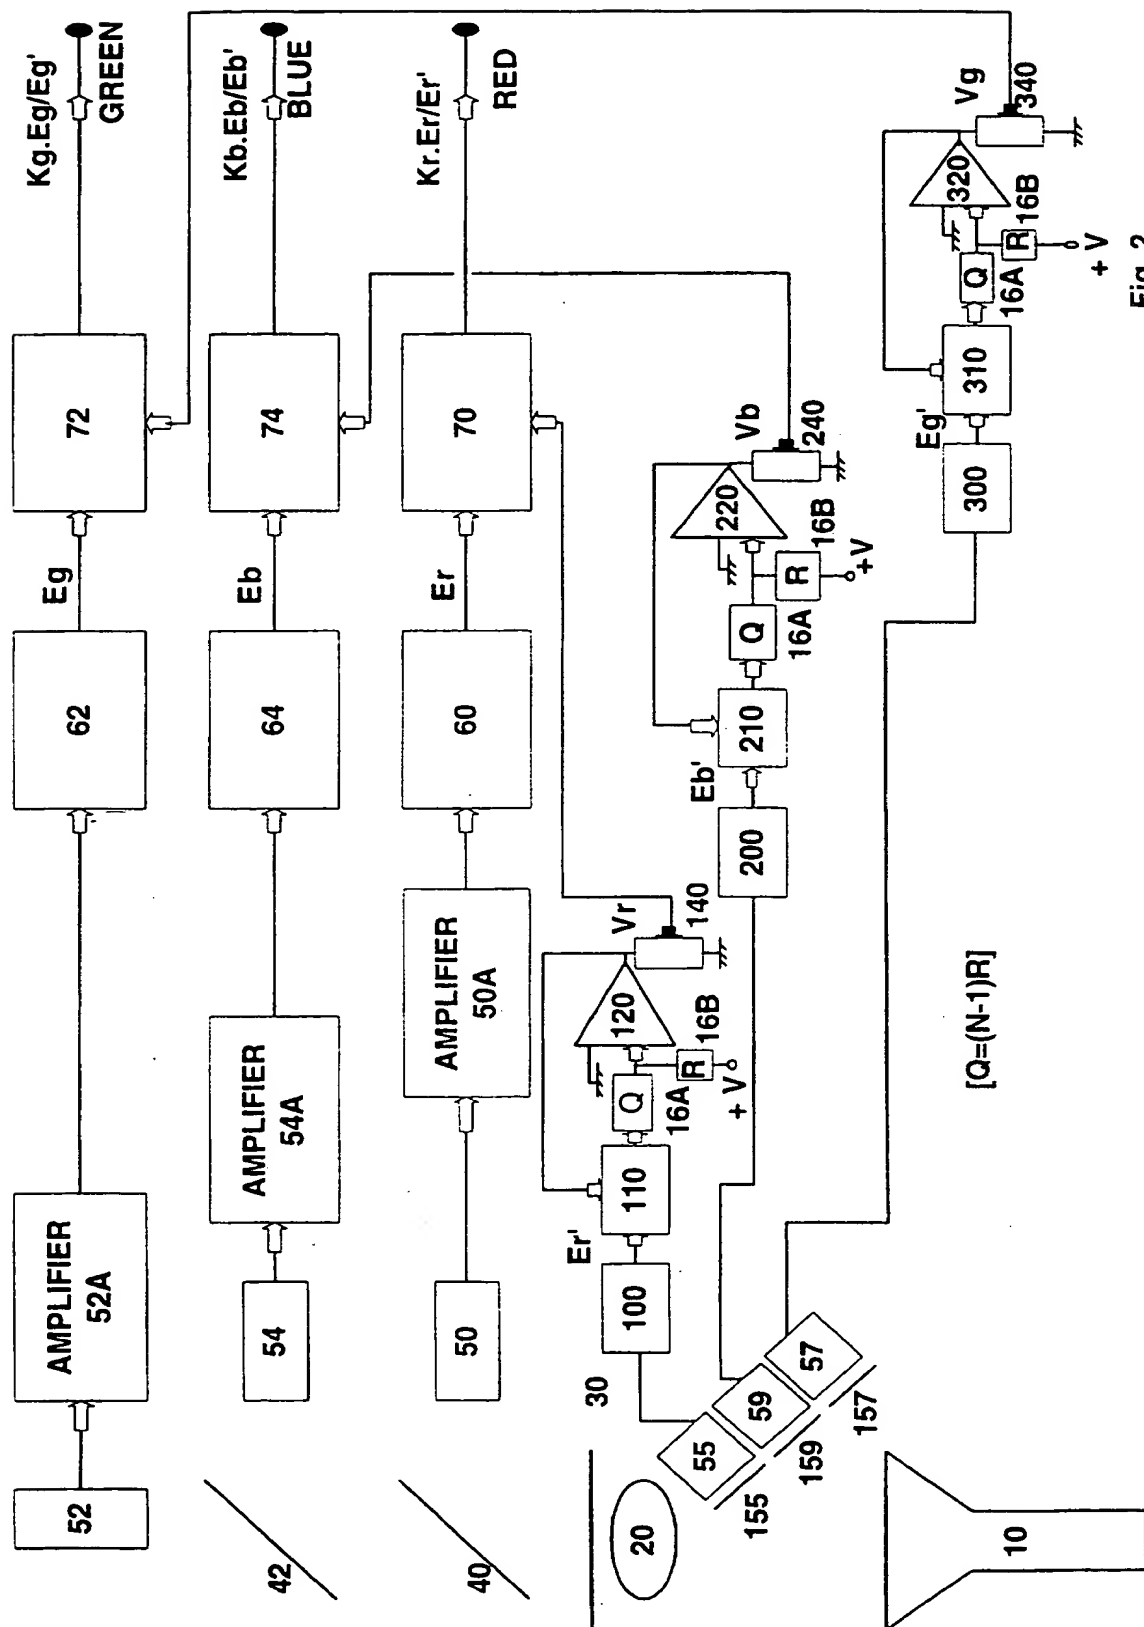 Kg.Eg/Eg'
GREEN
Kb.Eb/Eb'
BLUE
Kr.Er/Er'
RED
72
74
70
Eg
Eb
Er
62
64
60
AMPLIFIER
52A
AMPLIFIER
54A
AMPLIFIER
50A
52
54
50
42
40
30
20
10
55
59
57
155
159
157
100
Er'
110
Q
16A
R
16B
+ V
120
Vr
140
200
Eb'
210
Q
16A
R
16B
+V
220
Vb
240
300
Eg'
310
Q
16A
R
16B
+ V
320
Vg
340
[Q=(N-1)R]
Fig. 2